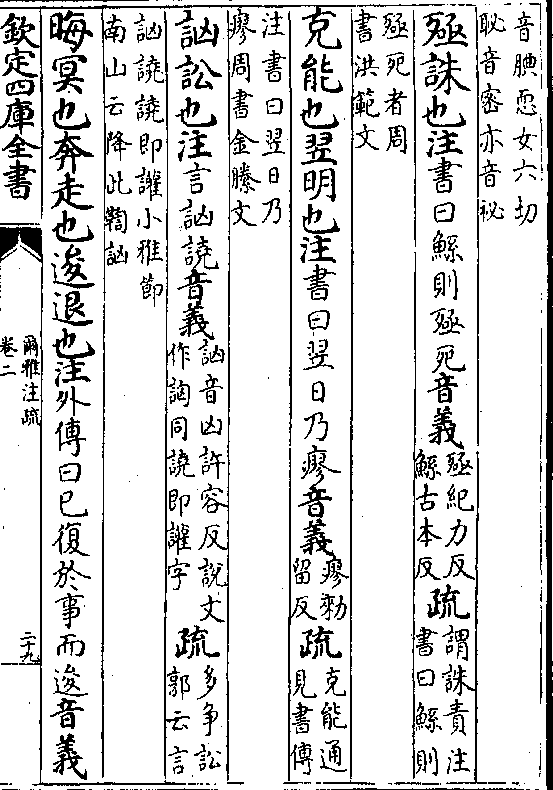 音腆恧女六切
毖音宻亦音祕
殛誅也注書曰鯀則殛死音義殛紀力反鯀古本反疏謂誅責注書曰鯀則
殛死者周書洪範文
克能也翌明也注書曰翌日乃瘳音義瘳勑留反疏克能通見書傳
注書曰翌日乃瘳周書金縢文
訩訟也注言訩譊音義訩音凶許容反說文作詾同譊即讙字疏多争訟郭云言
訩譊譊即讙小雅節南山云降此鞫訩
晦冥也奔走也逡退也注外傳曰已復於事而逡音義
欽定四庫全書
爾雅注疏
卷二
二十九